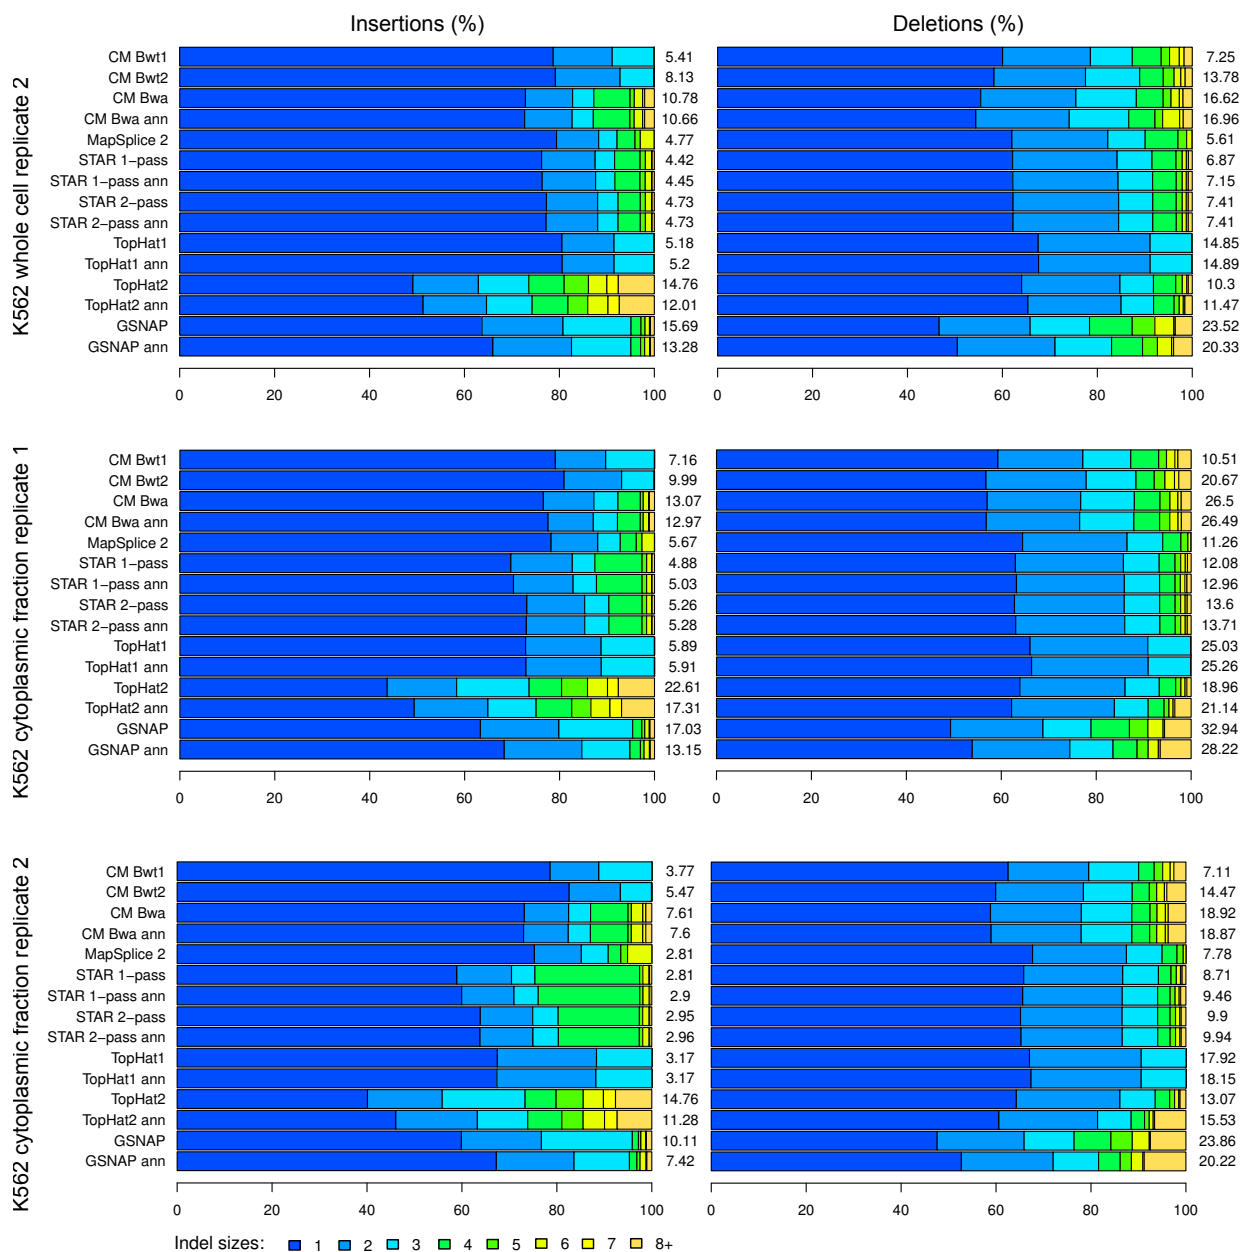 Insertions (%) Deletions (%)
K562 whole cell replicate 2
CM Bwt1 5.41 7.25
CM Bwt2 8.13 13.78
CM Bwa 10.78 16.62
CM Bwa ann 10.66 16.96
MapSplice 2 4.77 5.61
STAR 1−pass 4.42 6.87
STAR 1−pass ann 4.45 7.15
STAR 2−pass 4.73 7.41
STAR 2−pass ann 4.73 7.41
TopHat1 5.18 14.85
TopHat1 ann 5.2 14.89
TopHat2 14.76 10.3
TopHat2 ann 12.01 11.47
GSNAP 15.69 23.52
GSNAP ann 13.28 20.33
0 20 40 60 80 100 0 20 40 60 80 100
K562 cytoplasmic fraction replicate 1
CM Bwt1 7.16 10.51
CM Bwt2 9.99 20.67
CM Bwa 13.07 26.5
CM Bwa ann 12.97 26.49
MapSplice 2 5.67 11.26
STAR 1−pass 4.88 12.08
STAR 1−pass ann 5.03 12.96
STAR 2−pass 5.26 13.6
STAR 2−pass ann 5.28 13.71
TopHat1 5.89 25.03
TopHat1 ann 5.91 25.26
TopHat2 22.61 18.96
TopHat2 ann 17.31 21.14
GSNAP 17.03 32.94
GSNAP ann 13.15 28.22
0 20 40 60 80 100 0 20 40 60 80 100
K562 cytoplasmic fraction replicate 2
CM Bwt1 3.77 7.11
CM Bwt2 5.47 14.47
CM Bwa 7.61 18.92
CM Bwa ann 7.6 18.87
MapSplice 2 2.81 7.78
STAR 1−pass 2.81 8.71
STAR 1−pass ann 2.9 9.46
STAR 2−pass 2.95 9.9
STAR 2−pass ann 2.96 9.94
TopHat1 3.17 17.92
TopHat1 ann 3.17 18.15
TopHat2 14.76 13.07
TopHat2 ann 11.28 15.53
GSNAP 10.11 23.86
GSNAP ann 7.42 20.22
0 20 40 60 80 100 0 20 40 60 80 100
Indel sizes: 1 2 3 4 5 6 7 8+